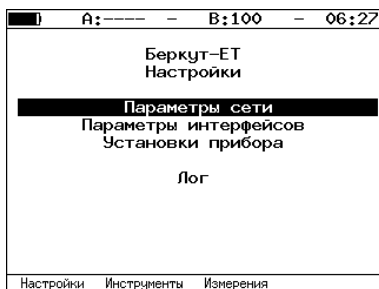 A:---- – B:100 – 06:27
Беркут-ET
Настройки
Параметры сети
Параметры интерфейсов
Установки прибора
Лог
Настройки Инструменты Измерения